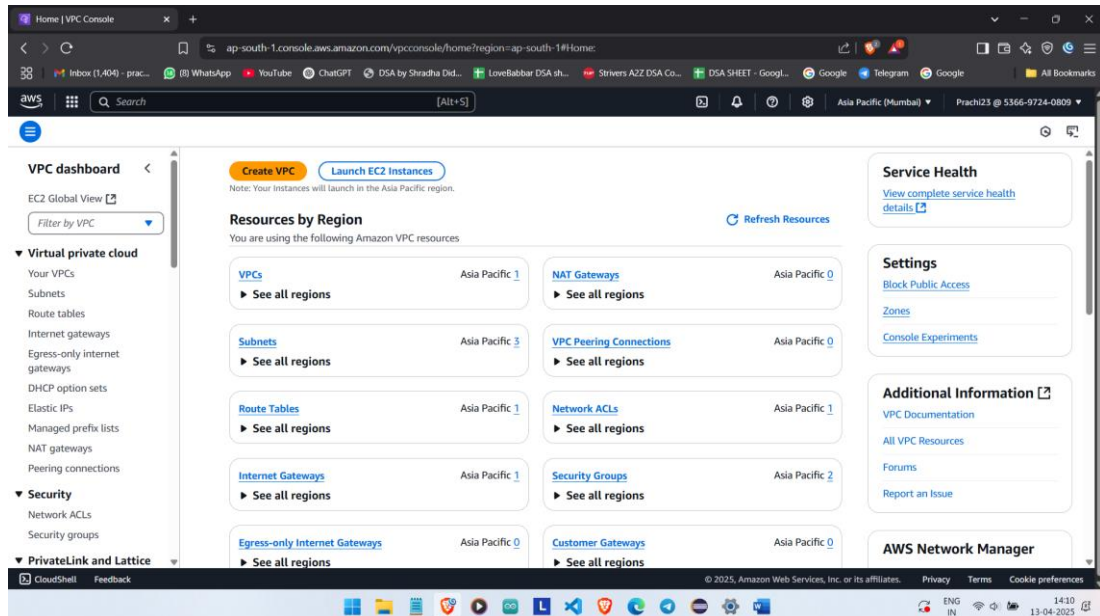 Home | VPC Console
ap-south-1.console.aws.amazon.com/vpcconsole/home?region=ap-south-1#Home:
Inbox (1,404) - prac... (8) WhatsApp YouTube ChatGPT DSA by Shradha Did... LoveBabbar DSA sh... Strivers A2Z DSA Co... DSA SHEET - Googl... Google Telegram Google All Bookmarks
aws Search [Alt+S] Asia Pacific (Mumbai) ▼ Prachi23 @ 5366-9724-0809 ▼
VPC dashboard
EC2 Global View
Filter by VPC
▼ Virtual private cloud
Your VPCs
Subnets
Route tables
Internet gateways
Egress-only internet
gateways
DHCP option sets
Elastic IPs
Managed prefix lists
NAT gateways
Peering connections
▼ Security
Network ACLs
Security groups
▼ PrivateLink and Lattice
Create VPC Launch EC2 Instances
Note: Your Instances will launch in the Asia Pacific region.
Resources by Region Refresh Resources
You are using the following Amazon VPC resources
VPCs Asia Pacific 1
▶ See all regions
NAT Gateways Asia Pacific 0
▶ See all regions
Subnets Asia Pacific 3
▶ See all regions
VPC Peering Connections Asia Pacific 0
▶ See all regions
Route Tables Asia Pacific 1
▶ See all regions
Network ACLs Asia Pacific 1
▶ See all regions
Internet Gateways Asia Pacific 1
▶ See all regions
Security Groups Asia Pacific 2
▶ See all regions
Egress-only Internet Gateways Asia Pacific 0
▶ See all regions
Customer Gateways Asia Pacific 0
▶ See all regions
Service Health
View complete service health
details
Settings
Block Public Access
Zones
Console Experiments
Additional Information
VPC Documentation
All VPC Resources
Forums
Report an Issue
AWS Network Manager
CloudShell Feedback © 2025, Amazon Web Services, Inc. or its affiliates. Privacy Terms Cookie preferences
ENG
IN
14:10
13-04-2025